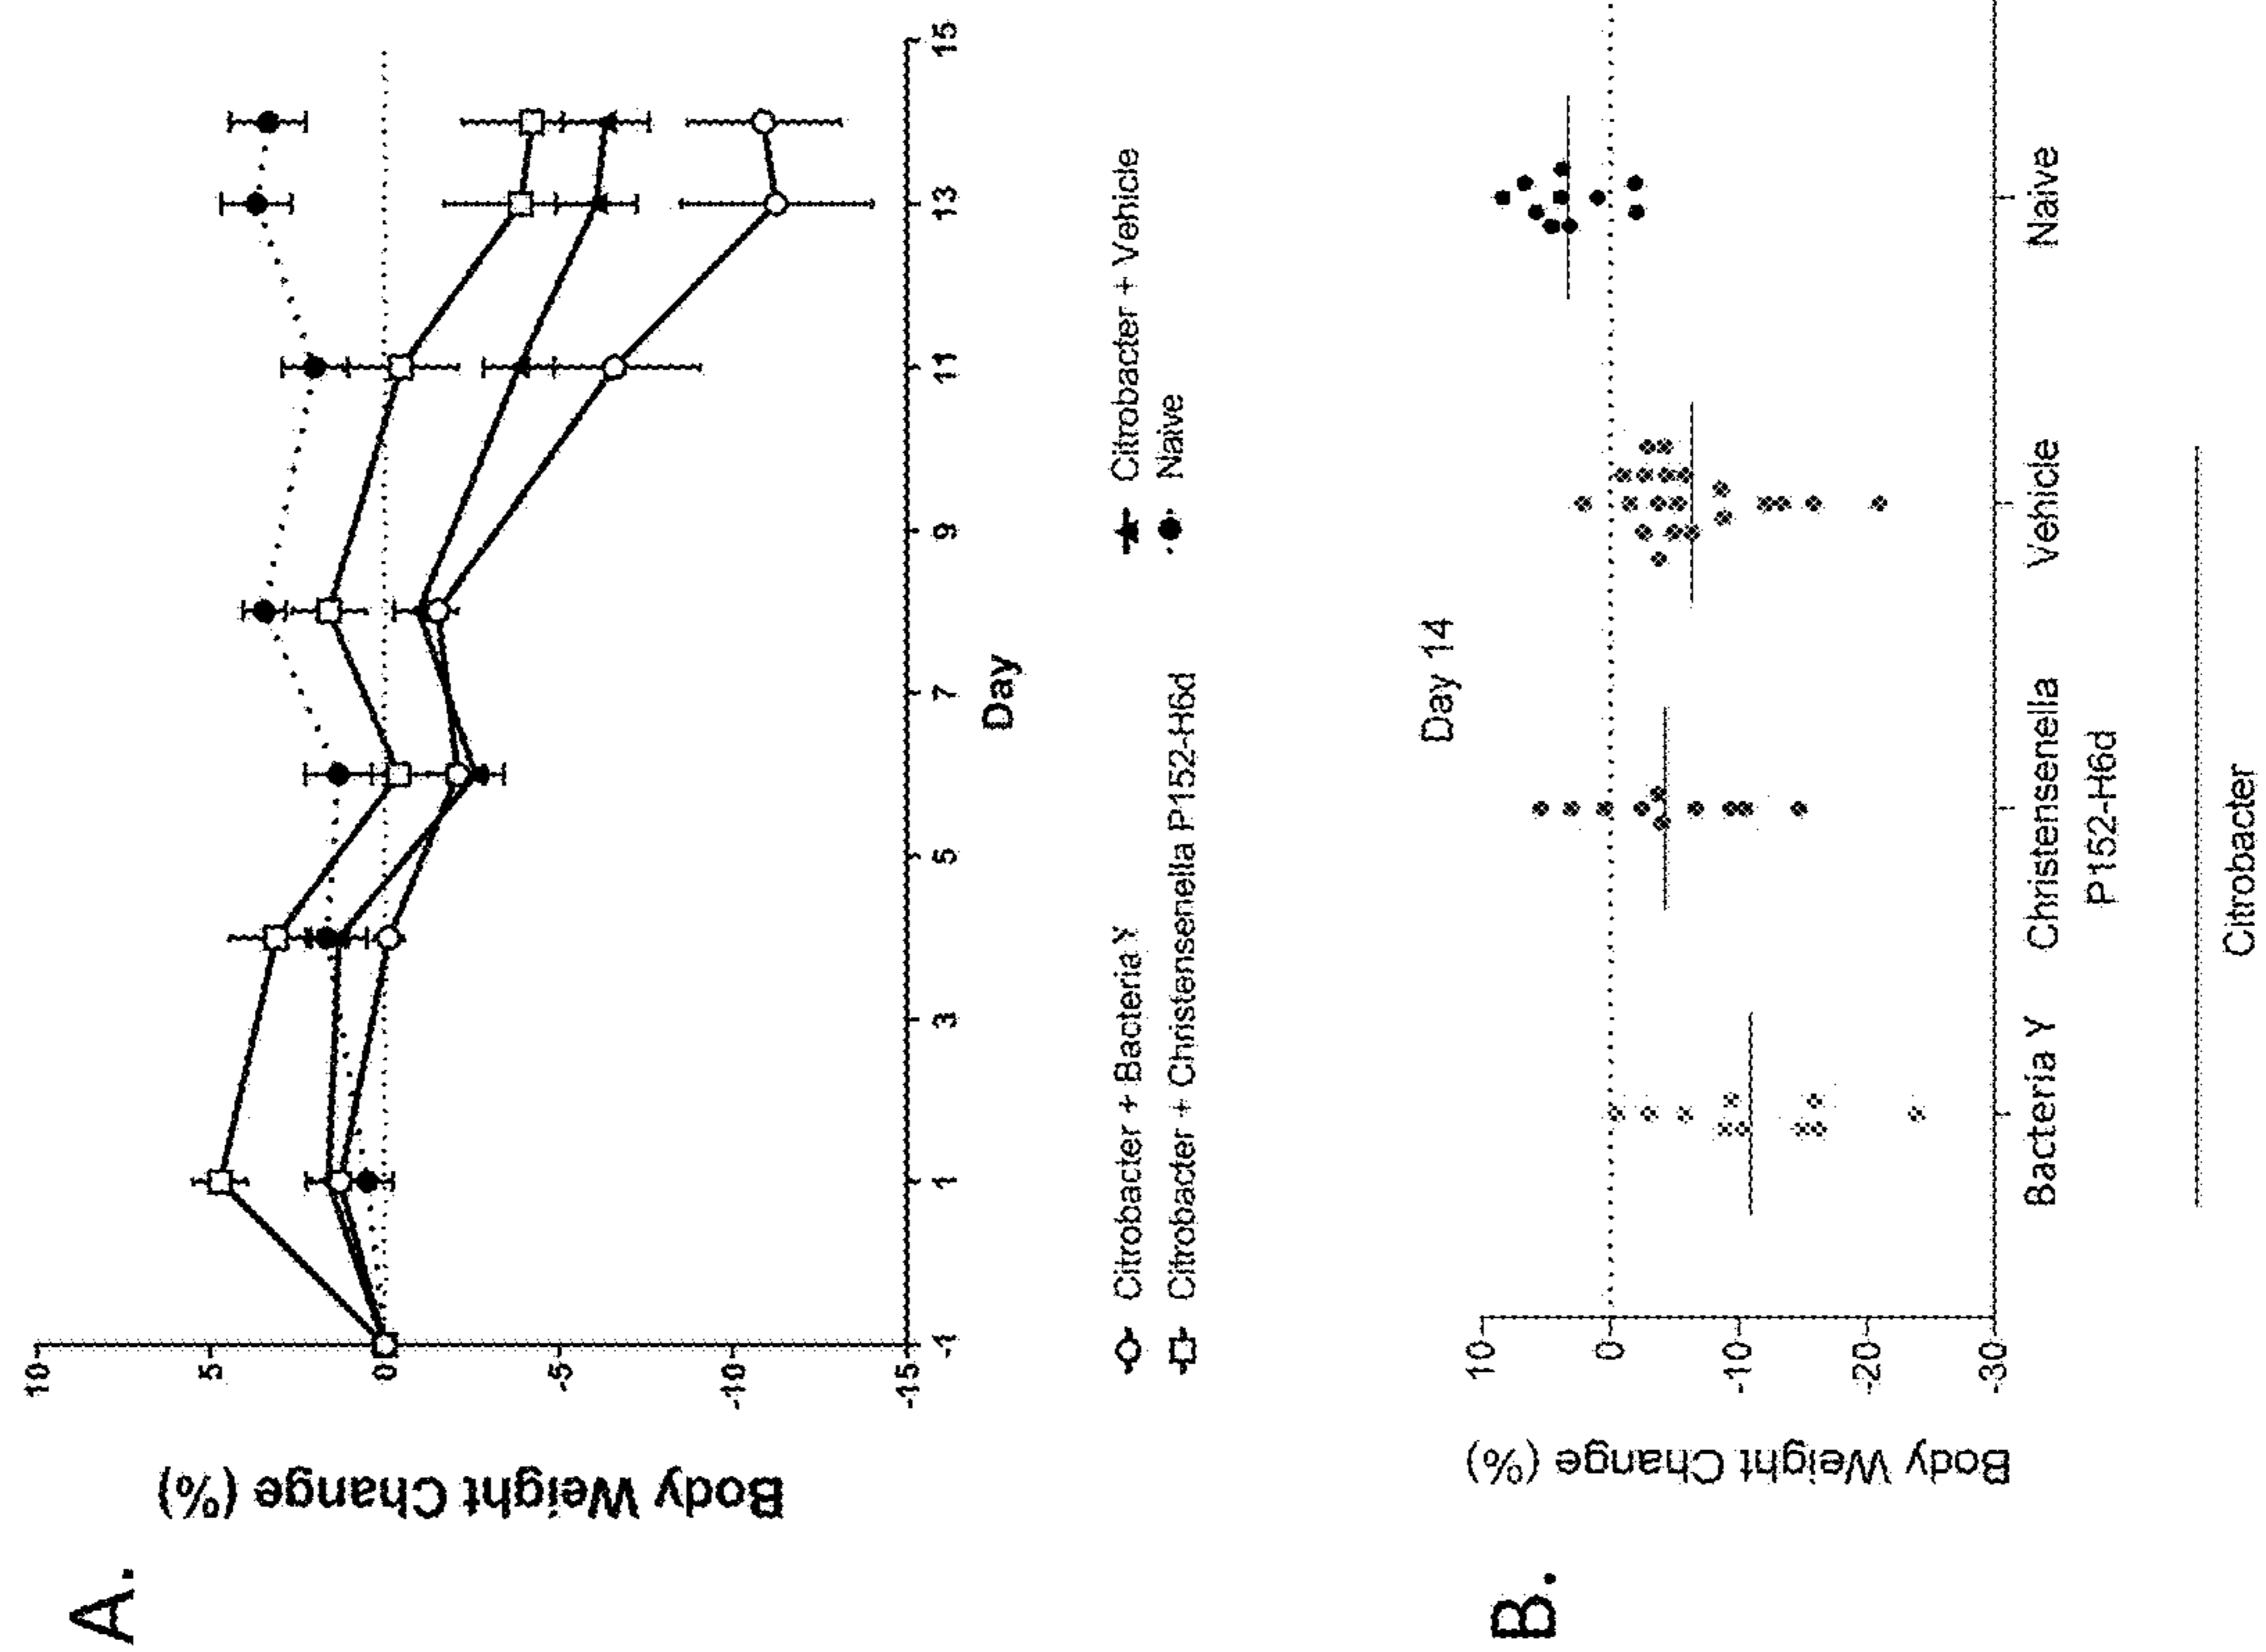 A.
Body Weight Change (%)
10
5
0
-5
-10
-15
-1
1
3
5
7
9
11
13
15
Day
Citrobacter + Bacteria Y
Citrobacter + Christensenella P152-H6d
Citrobacter + Vehicle
Naive
B.
Day 14
Body Weight Change (%)
10
0
-10
-20
-30
Bacteria Y
Christensenella
P152-H6d
Vehicle
Naive
Citrobacter